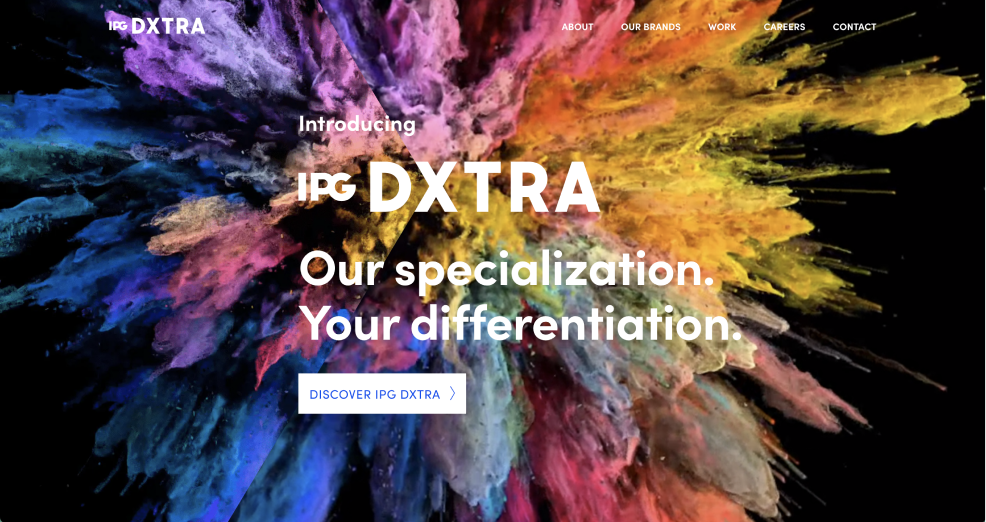 IPG DXTRA
ABOUT OUR BRANDS WORK CAREERS CONTACT
Introducing
IPG DXTRA
Our specialization.
Your differentiation.
DISCOVER IPG DXTRA